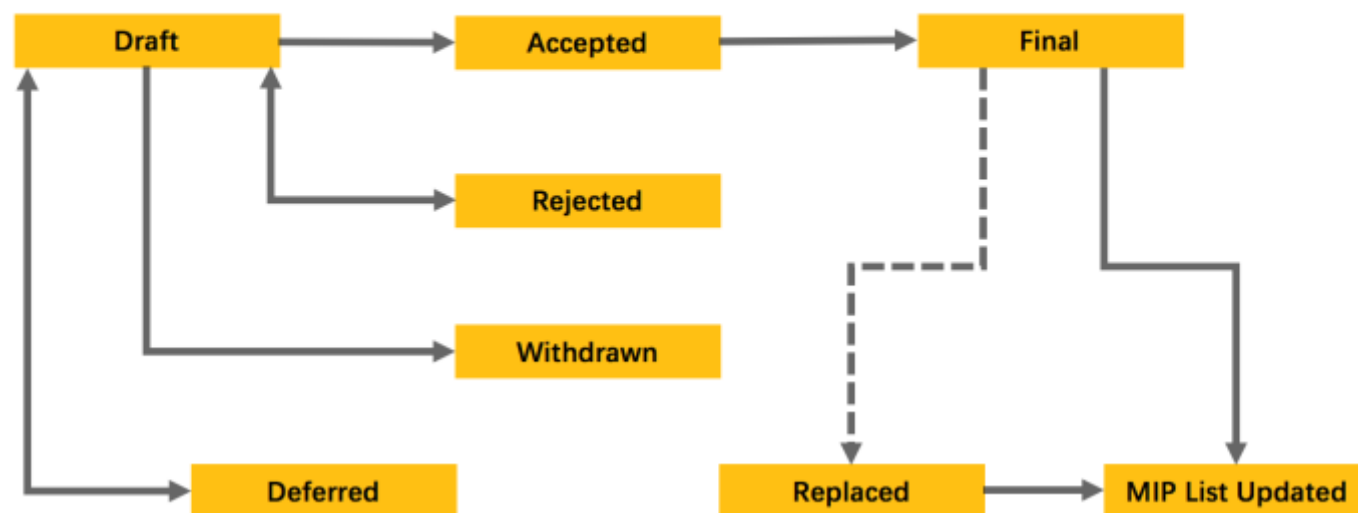 Draft
Accepted
Final
Rejected
Withdrawn
Deferred
Replaced
MIP List Updated